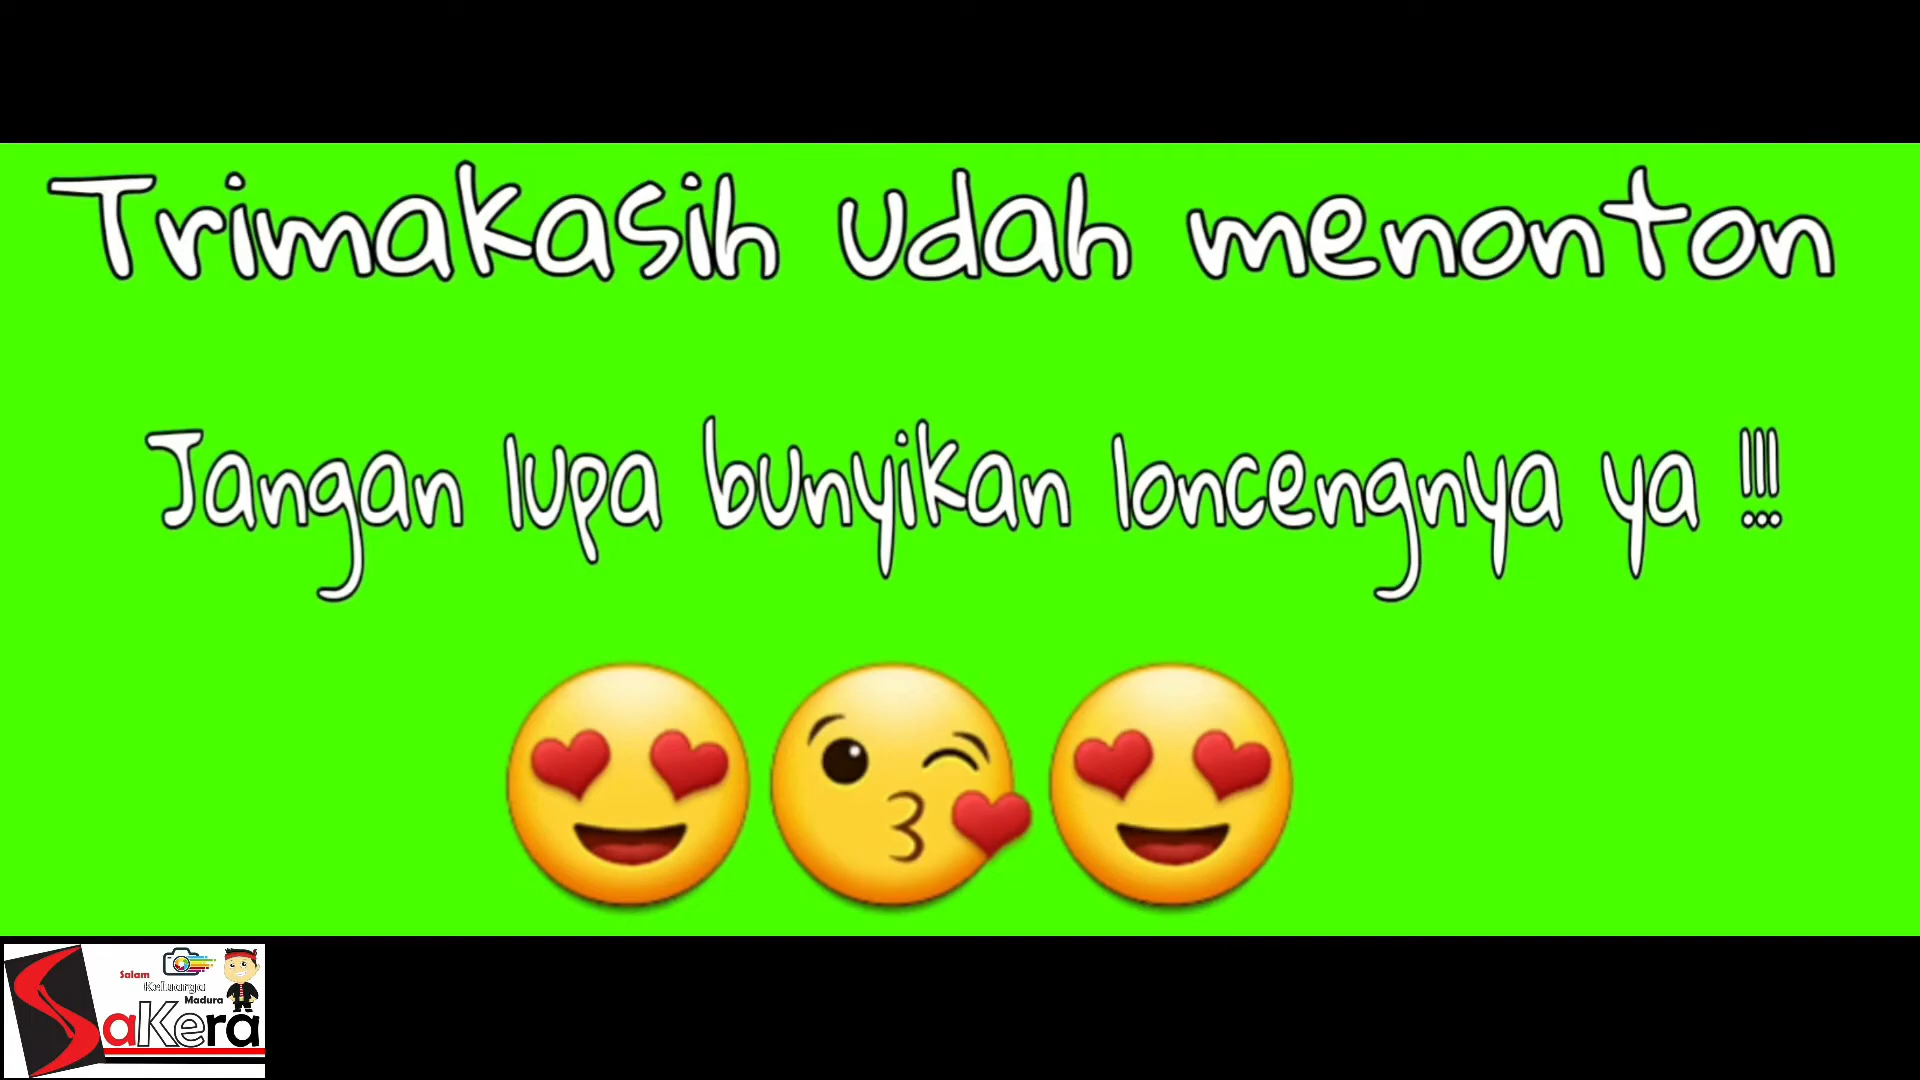 Trimakasih udah menonton
Jangan lupa bunyikan loncengnya ya !!!
Salam
Keluarga
Madura
Sakera